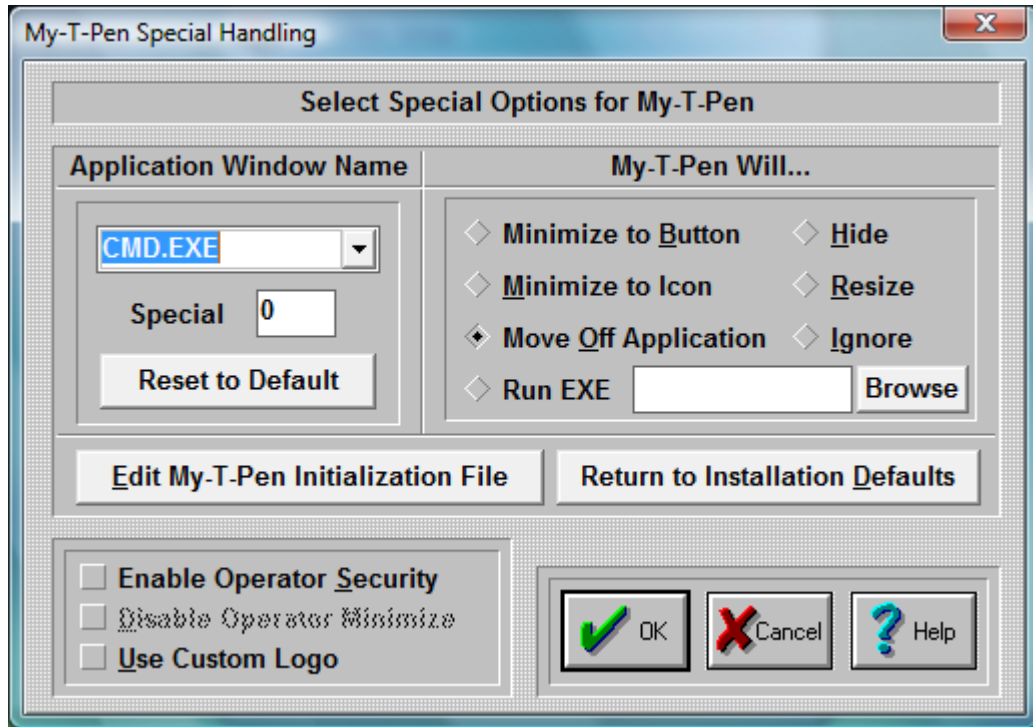 My-T-Pen Special Handling
Select Special Options for My-T-Pen
Application Window Name
My-T-Pen Will...
CMD.EXE
Special 0
Reset to Default
Minimize to Button
Hide
Minimize to Icon
Resize
Move Off Application
Ignore
Run EXE
Browse
Edit My-T-Pen Initialization File
Return to Installation Defaults
Enable Operator Security
Disable Operator Minimize
Use Custom Logo
OK
Cancel
Help